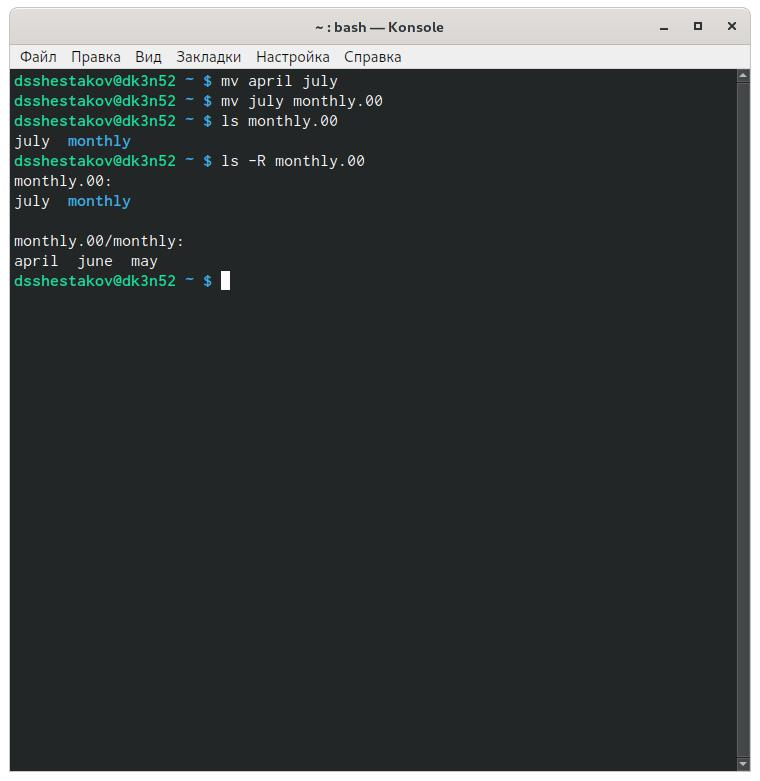 ~ : bash — Konsole
Файл Правка Вид Закладки Настройка Справка
dsshestakov@dk3n52 ~ $ mv april july
dsshestakov@dk3n52 ~ $ mv july monthly.00
dsshestakov@dk3n52 ~ $ ls monthly.00
july  monthly
dsshestakov@dk3n52 ~ $ ls -R monthly.00
monthly.00:
july  monthly
monthly.00/monthly:
april  june  may
dsshestakov@dk3n52 ~ $